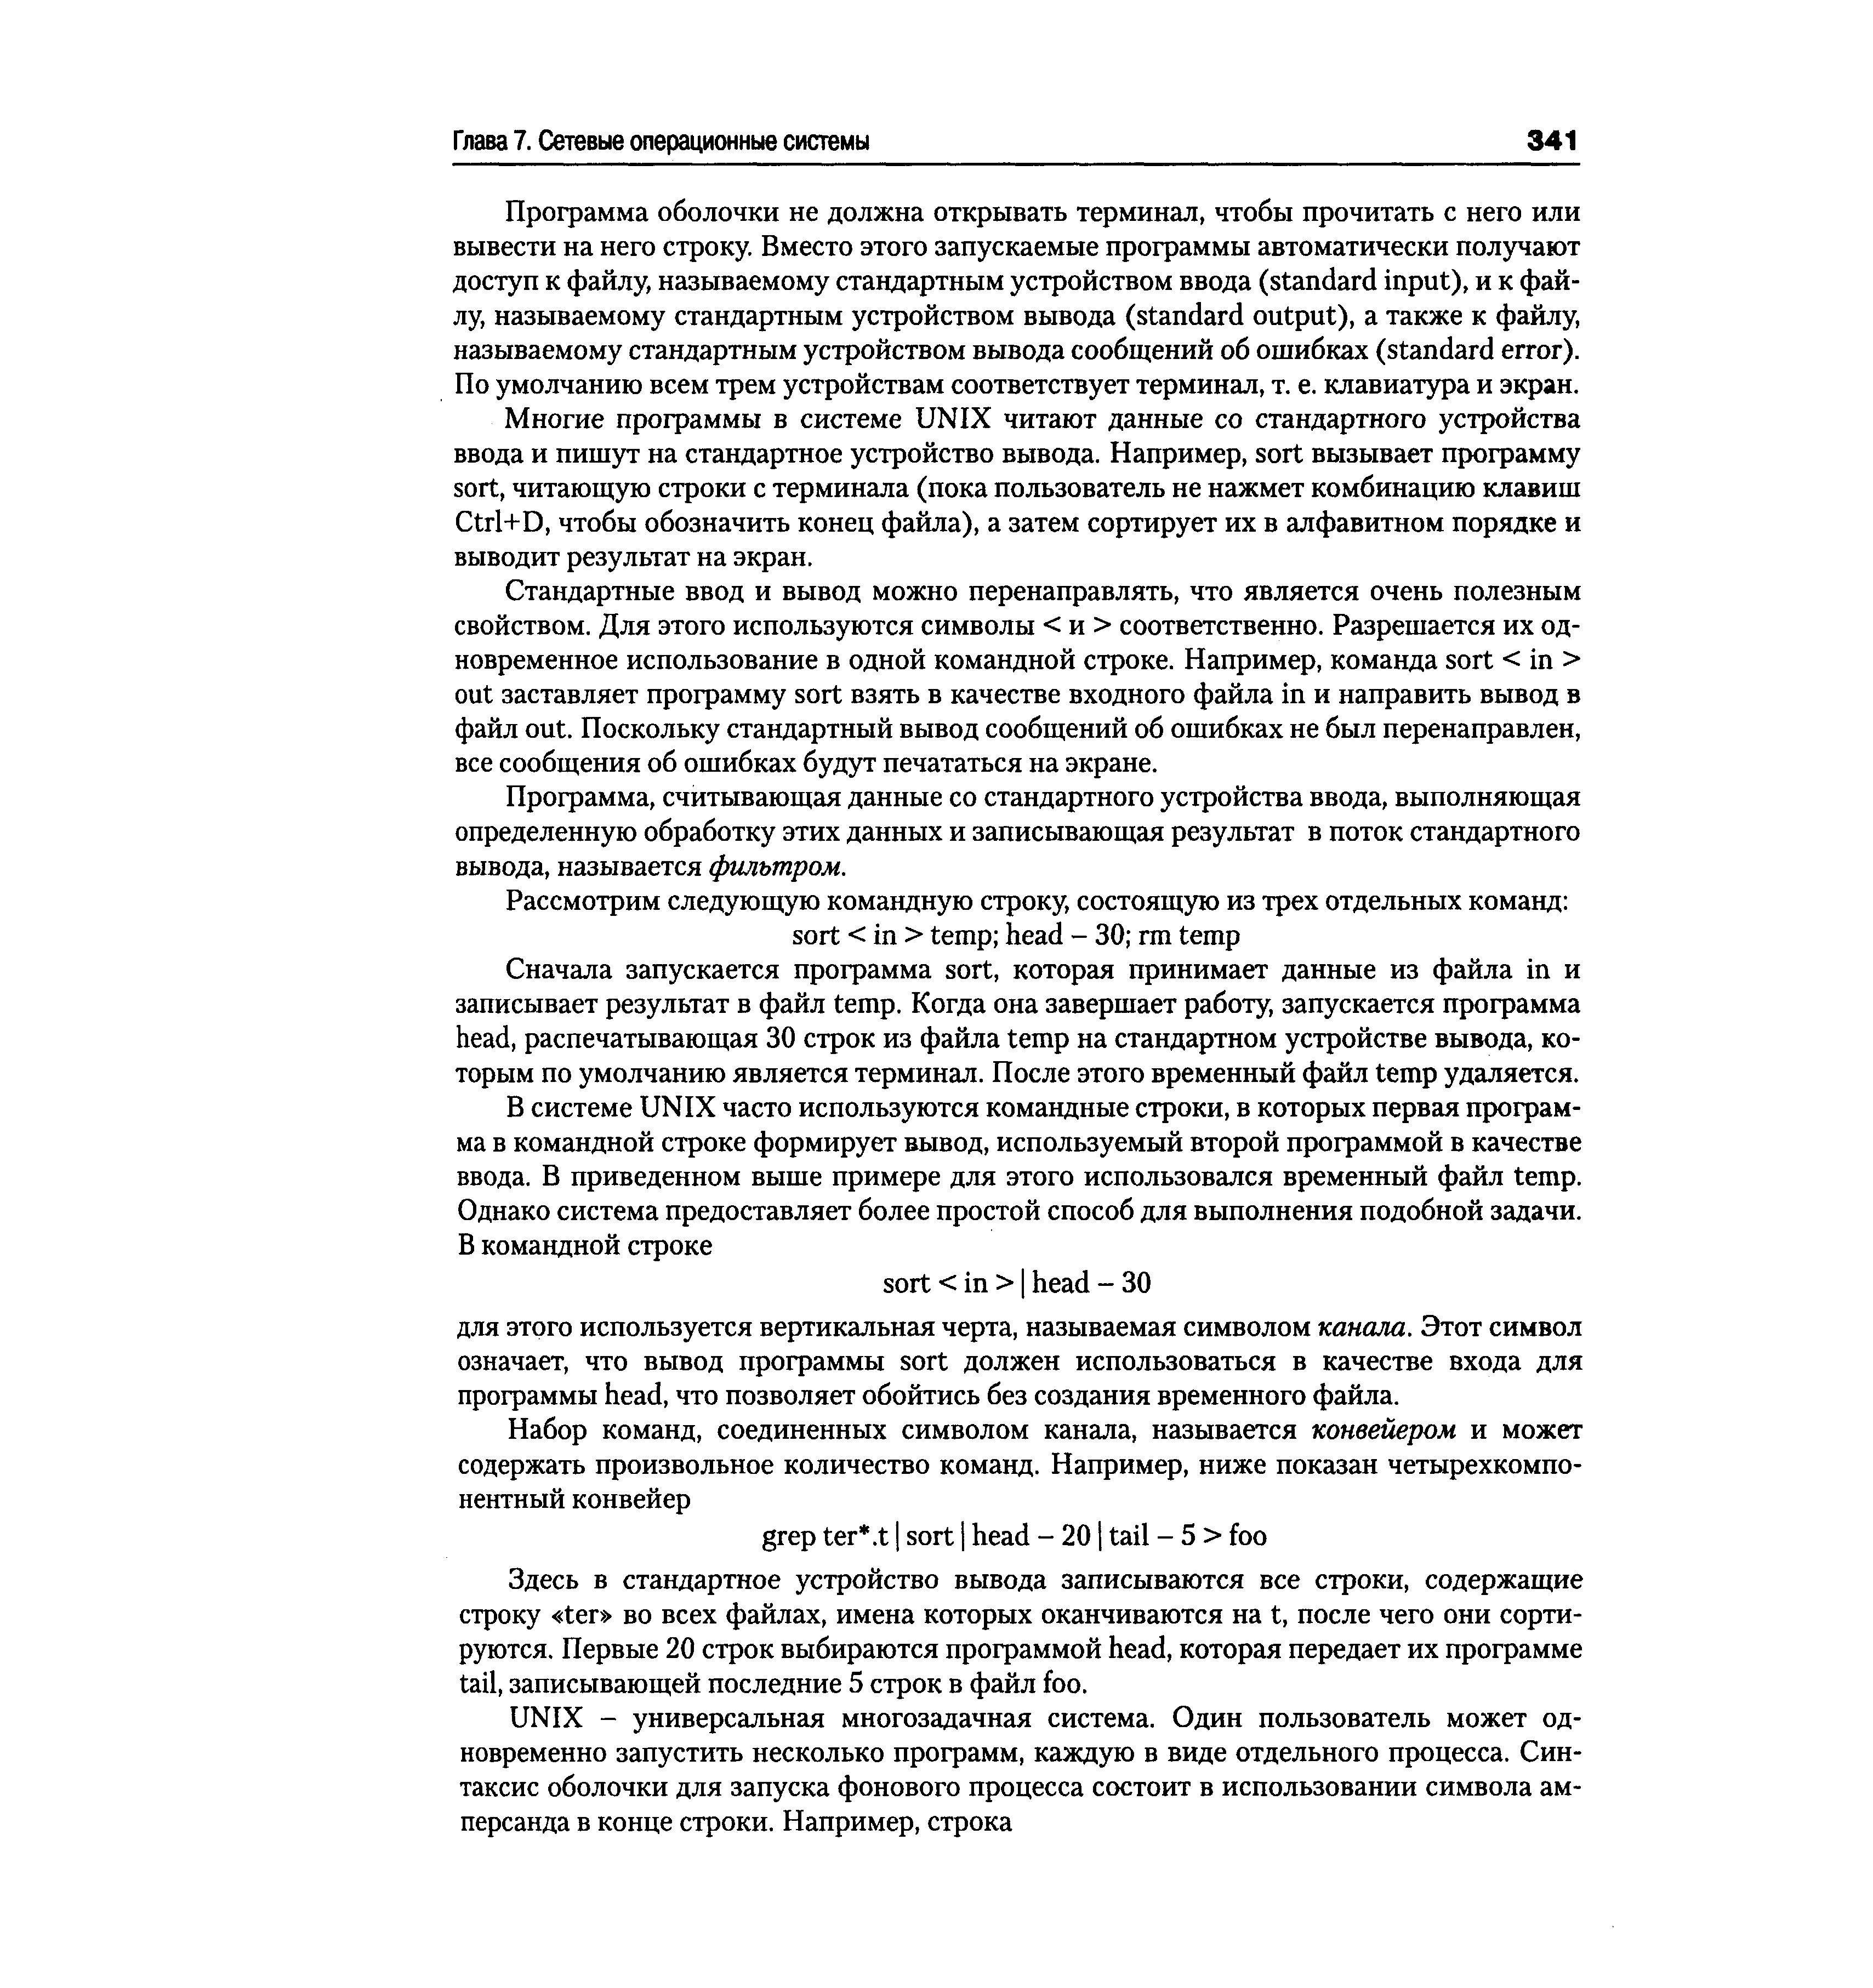 Глава 7. Сетевые операционные системы 341
Программа оболочки не должна открывать терминал, чтобы прочитать с него или
вывести на него строку. Вместо этого запускаемые программы автоматически получают
доступ к файлу, называемому стандартным устройством ввода (standard input), и к фай-
лу, называемому стандартным устройством вывода (standard output), а также к файлу,
называемому стандартным устройством вывода сообщений об ошибках (standard error).
По умолчанию всем трем устройствам соответствует терминал, т. е. клавиатура и экран.
Многие программы в системе UNIX читают данные со стандартного устройства
ввода и пишут на стандартное устройство вывода. Например, sort вызывает программу
sort, читающую строки с терминала (пока пользователь не нажмет комбинацию клавиш
Ctrl+D, чтобы обозначить конец файла), а затем сортирует их в алфавитном порядке и
выводит результат на экран.
Стандартные ввод и вывод можно перенаправлять, что является очень полезным
свойством. Для этого используются символы < и > соответственно. Разрешается их од-
новременное использование в одной командной строке. Например, команда sort < in >
out заставляет программу sort взять в качестве входного файла in и направить вывод в
файл out. Поскольку стандартный вывод сообщений об ошибках не был перенаправлен,
все сообщения об ошибках будут печататься на экране.
Программа, считывающая данные со стандартного устройства ввода, выполняющая
определенную обработку этих данных и записывающая результат в поток стандартного
вывода, называется фильтром.
Рассмотрим следующую командную строку, состоящую из трех отдельных команд:
sort < in > temp; head – 30; rm temp
Сначала запускается программа sort, которая принимает данные из файла in и
записывает результат в файл temp. Когда она завершает работу, запускается программа
head, распечатывающая 30 строк из файла temp на стандартном устройстве вывода, ко-
торым по умолчанию является терминал. После этого временный файл temp удаляется.
В системе UNIX часто используются командные строки, в которых первая програм-
ма в командной строке формирует вывод, используемый второй программой в качестве
ввода. В приведенном выше примере для этого использовался временный файл temp.
Однако система предоставляет более простой способ для выполнения подобной задачи.
В командной строке
sort < in > | head – 30
для этого используется вертикальная черта, называемая символом канала. Этот символ
означает, что вывод программы sort должен использоваться в качестве входа для
программы head, что позволяет обойтись без создания временного файла.
Набор команд, соединенных символом канала, называется конвейером и может
содержать произвольное количество команд. Например, ниже показан четырехкомпо-
нентный конвейер
grep ter*.t | sort | head – 20 | tail – 5 > foo
Здесь в стандартное устройство вывода записываются все строки, содержащие
строку «ter» во всех файлах, имена которых оканчиваются на t, после чего они сорти-
руются. Первые 20 строк выбираются программой head, которая передает их программе
tail, записывающей последние 5 строк в файл foo.
UNIX – универсальная многозадачная система. Один пользователь может од-
новременно запустить несколько программ, каждую в виде отдельного процесса. Син-
таксис оболочки для запуска фонового процесса состоит в использовании символа ам-
персанда в конце строки. Например, строка